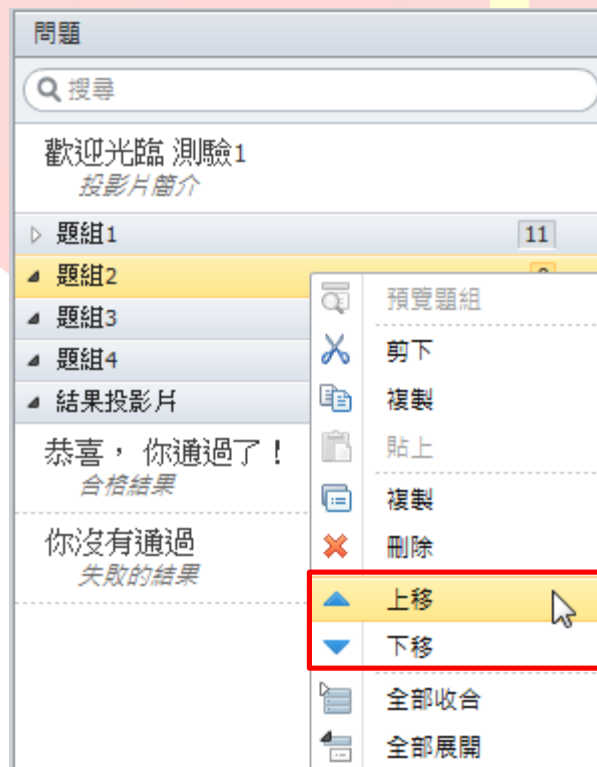 問題
搜尋
歡迎光臨 測驗1
投影片簡介
題組1
11
題組2
題組3
題組4
結果投影片
恭喜， 你通過了！
合格結果
你沒有通過
失敗的結果
預覽題組
剪下
複製
貼上
複製
刪除
上移
下移
全部收合
全部展開